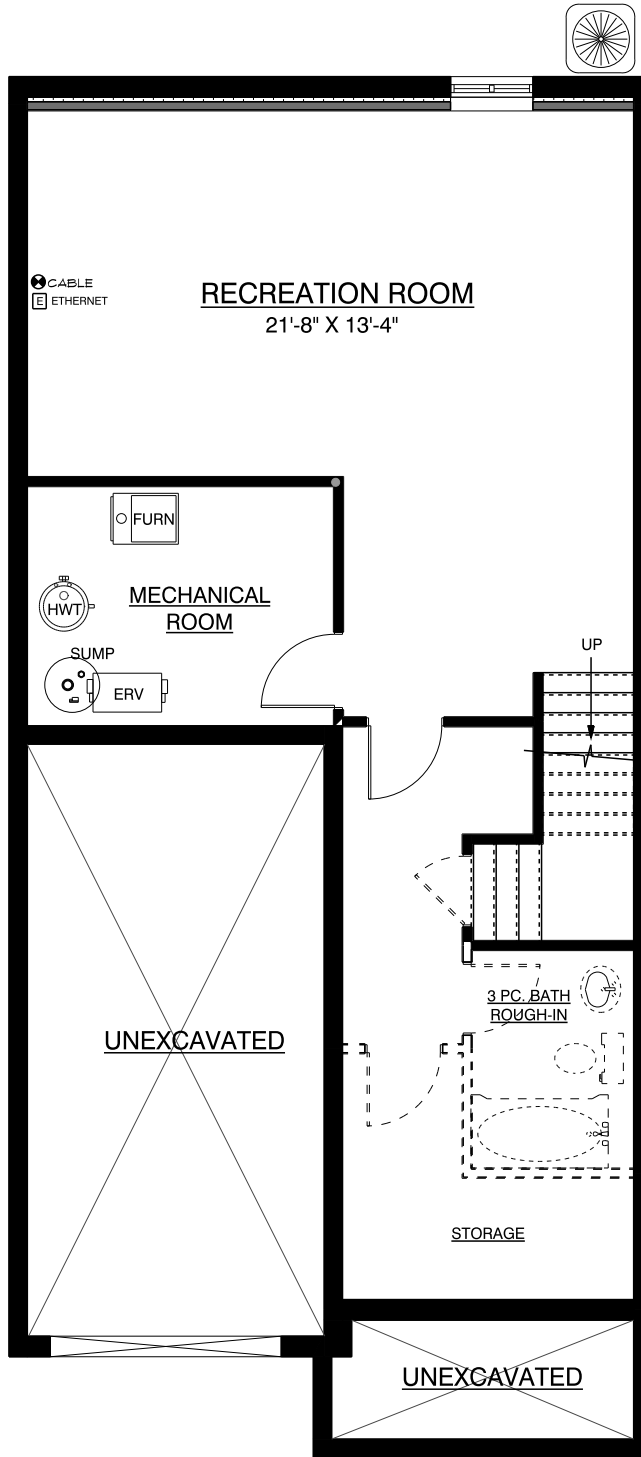 CABLE
E ETHERNET
RECREATION ROOM
21'-8" X 13'-4"
FURN
MECHANICAL
ROOM
HWT
SUMP
ERV
UP
3 PC. BATH
ROUGH-IN
UNEXCAVATED
STORAGE
UNEXCAVATED